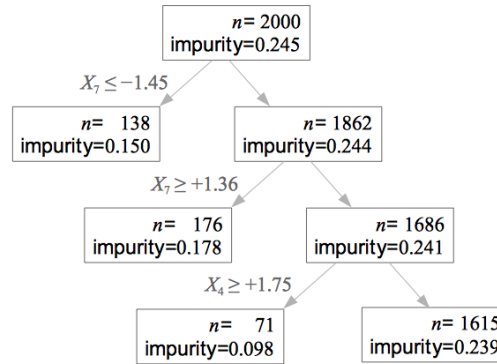 n= 2000
impurity=0.245
X₇ ≤ −1.45
n= 138
impurity=0.150
n= 1862
impurity=0.244
X₇ ≥ +1.36
n= 176
impurity=0.178
n= 1686
impurity=0.241
X₄ ≥ +1.75
n= 71
impurity=0.098
n= 1615
impurity=0.239